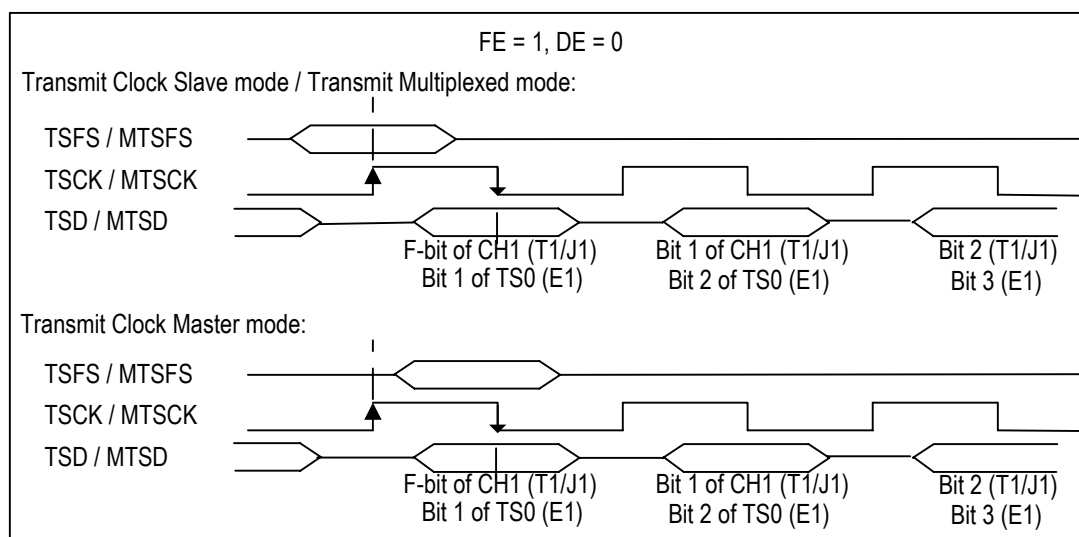 FE = 1, DE = 0
Transmit Clock Slave mode / Transmit Multiplexed mode:
TSFS / MTSFS
TSCK / MTSCK
TSD / MTSD
F-bit of CH1 (T1/J1)
Bit 1 of TS0 (E1)
Bit 1 of CH1 (T1/J1)
Bit 2 of TS0 (E1)
Bit 2 (T1/J1)
Bit 3 (E1)
Transmit Clock Master mode:
TSFS / MTSFS
TSCK / MTSCK
TSD / MTSD
F-bit of CH1 (T1/J1)
Bit 1 of TS0 (E1)
Bit 1 of CH1 (T1/J1)
Bit 2 of TS0 (E1)
Bit 2 (T1/J1)
Bit 3 (E1)